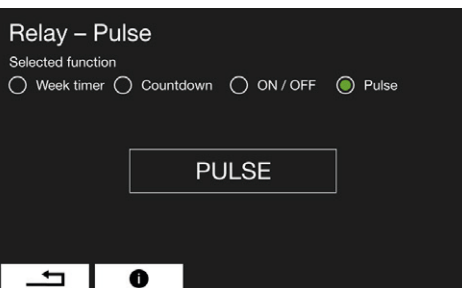 Relay – Pulse
Selected function
Week timer Countdown ON / OFF Pulse
PULSE
i